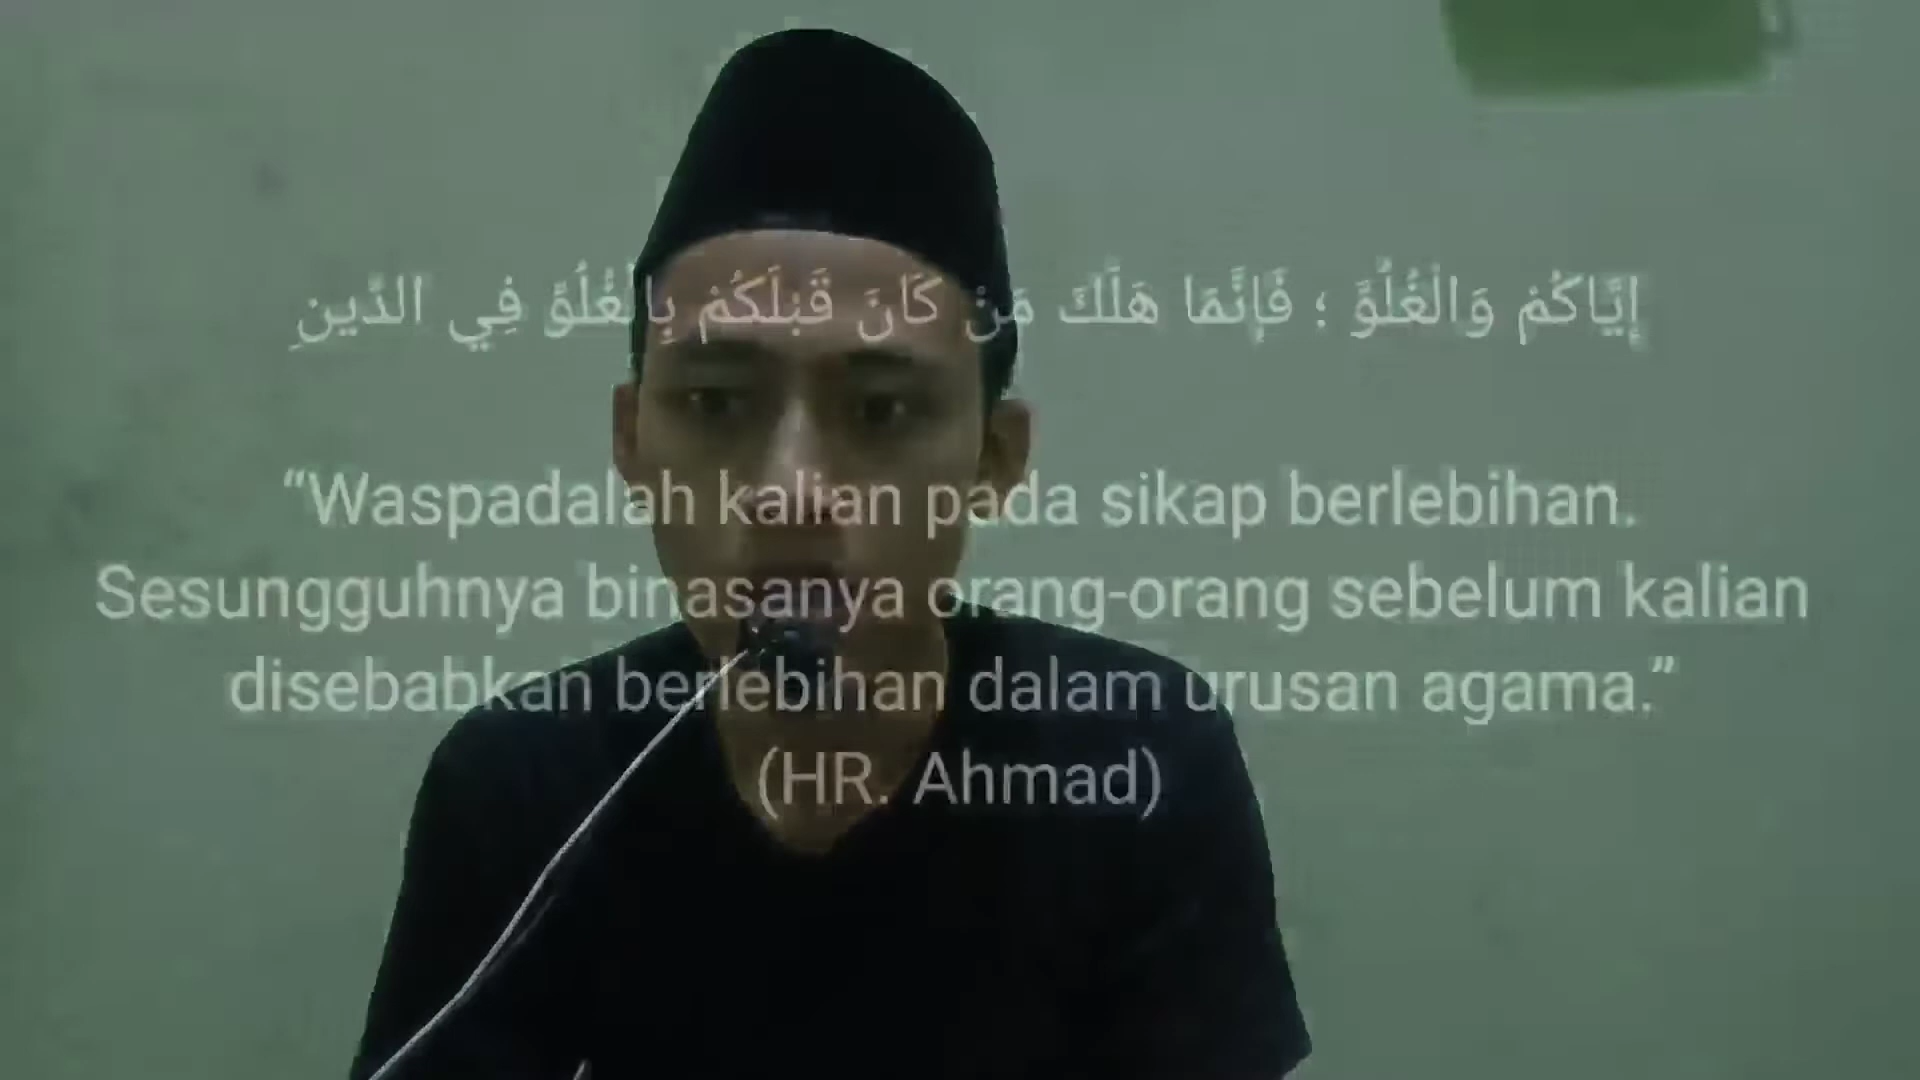 إِيَّاكُمْ وَالْغُلُوَّ ؛ فَإِنَّمَا هَلَكَ مَنْ كَانَ قَبْلَكُمْ بِالْغُلُوِّ فِي الدِّينِ
“Waspadalah kalian pada sikap berlebihan.
Sesungguhnya binasanya orang-orang sebelum kalian
disebabkan berlebihan dalam urusan agama.”
(HR. Ahmad)